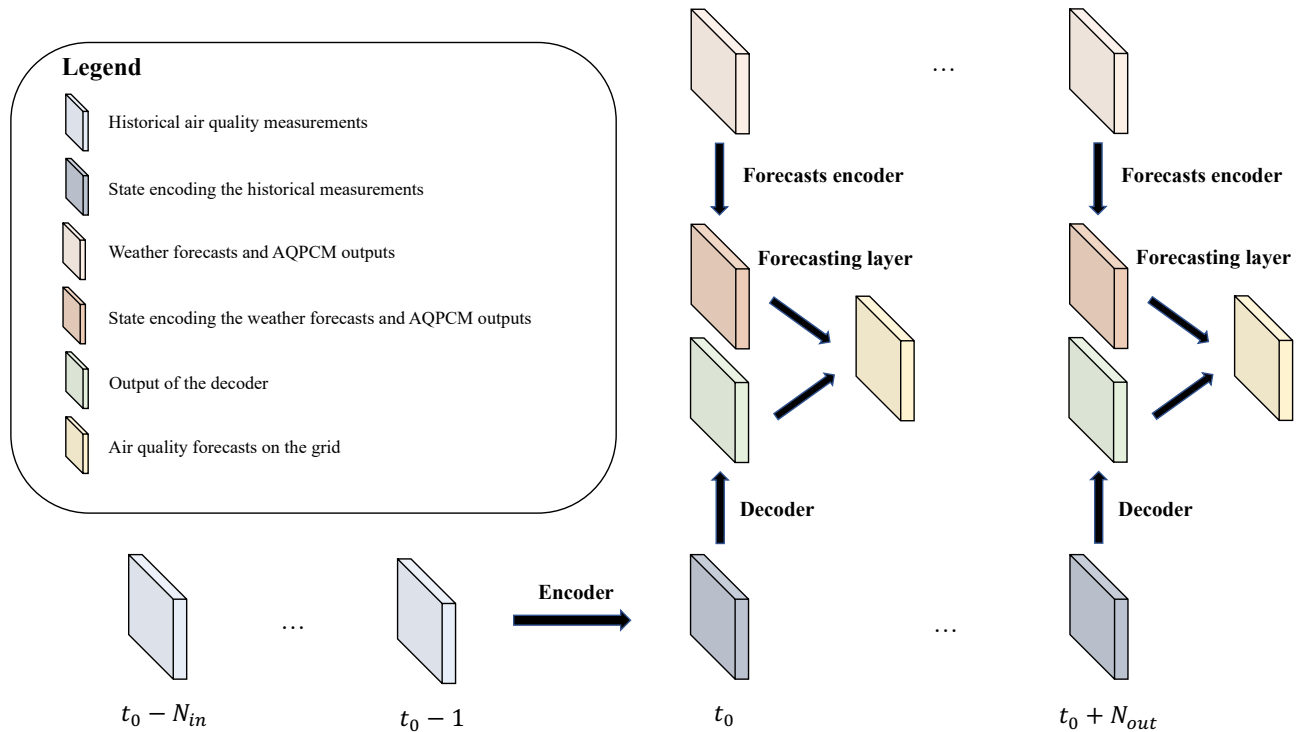 Legend
Historical air quality measurements
State encoding the historical measurements
Weather forecasts and AQPCM outputs
State encoding the weather forecasts and AQPCM outputs
Output of the decoder
Air quality forecasts on the grid
…
Forecasts encoder
Forecasts encoder
Forecasting layer
Forecasting layer
Decoder
Decoder
…
Encoder
…
t₀ − Nᵢₙ
t₀ − 1
t₀
t₀ + Nₒᵤₜ